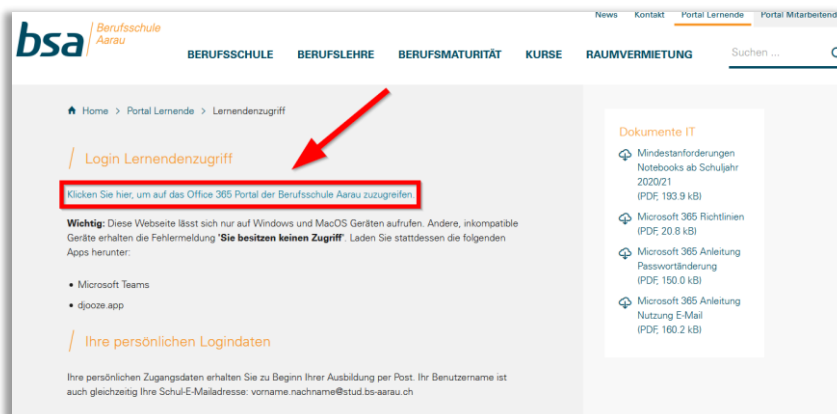 News Kontakt Portal Lernende Portal Mitarbeitend
bsa Berufsschule
Aarau
BERUFSSCHULE BERUFSLEHRE BERUFSMATURITÄT KURSE RAUMVERMIETUNG Suchen ...
Home > Portal Lernende > Lernendenzugriff
Login Lernendenzugriff
Klicken Sie hier, um auf das Office 365 Portal der Berufsschule Aarau zuzugreifen.
Wichtig: Diese Webseite lässt sich nur auf Windows und MacOS Geräten aufrufen. Andere, inkompatible
Geräte erhalten die Fehlermeldung "Sie besitzen keinen Zugriff". Laden Sie stattdessen die folgenden
Apps herunter:
• Microsoft Teams
• djooze.app
Ihre persönlichen Logindaten
Ihre persönlichen Zugangsdaten erhalten Sie zu Beginn Ihrer Ausbildung per Post. Ihr Benutzername ist
auch gleichzeitig Ihre Schul-E-Mailadresse: vorname.nachname@stud.bs-aarau.ch
Dokumente IT
Mindestanforderungen
Notebooks ab Schuljahr
2020/21
(PDF, 193.9 kB)
Microsoft 365 Richtlinien
(PDF, 20.8 kB)
Microsoft 365 Anleitung
Passwortänderung
(PDF, 150.0 kB)
Microsoft 365 Anleitung
Nutzung E-Mail
(PDF, 160.2 kB)